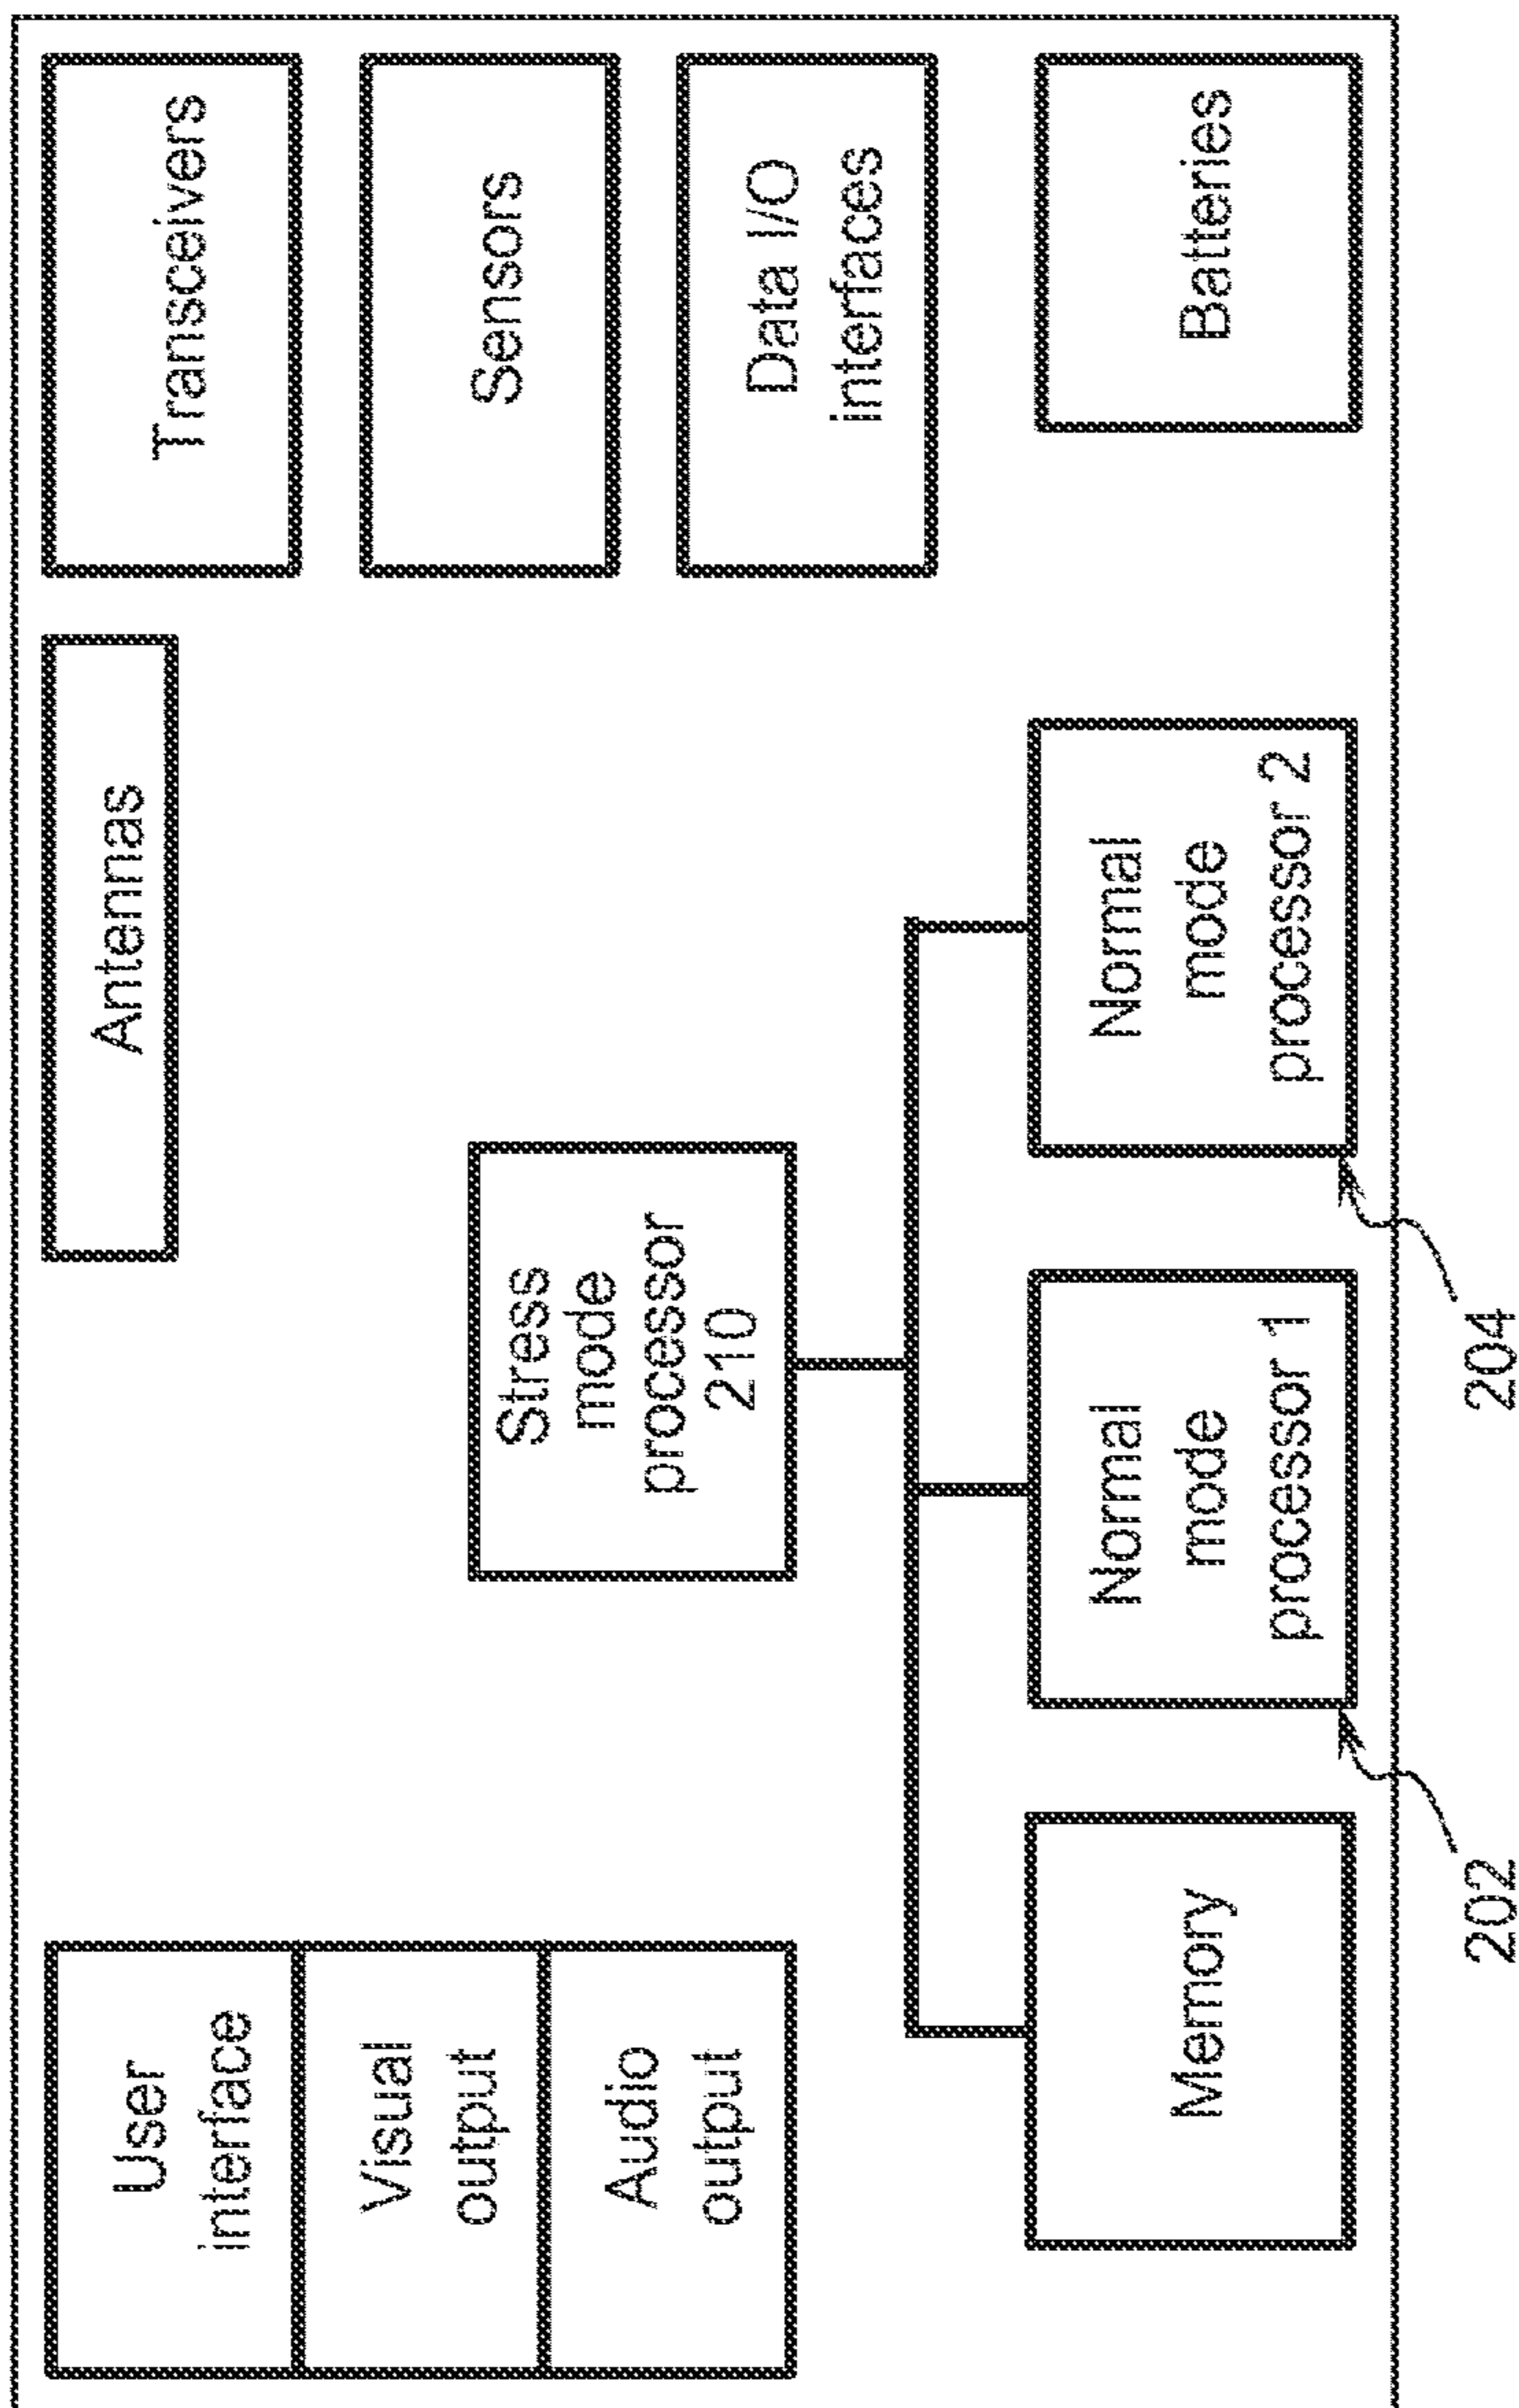 User
interface
Visual
output
Audio
output
Antennas
Transceivers
Sensors
Data I/O
interfaces
Batteries
Stress
mode
processor
210
Memory
Normal
mode
processor 1
Normal
mode
processor 2
202
204